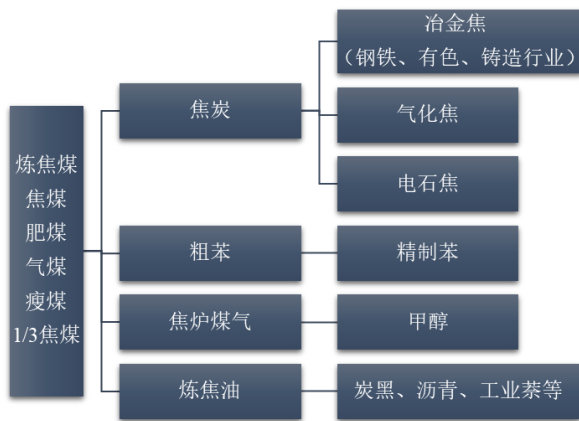 炼焦煤
焦煤
肥煤
气煤
瘦煤
1/3焦煤
焦炭
冶金焦
（钢铁、有色、铸造行业）
气化焦
电石焦
粗苯
精制苯
焦炉煤气
甲醇
炼焦油
炭黑、沥青、工业萘等